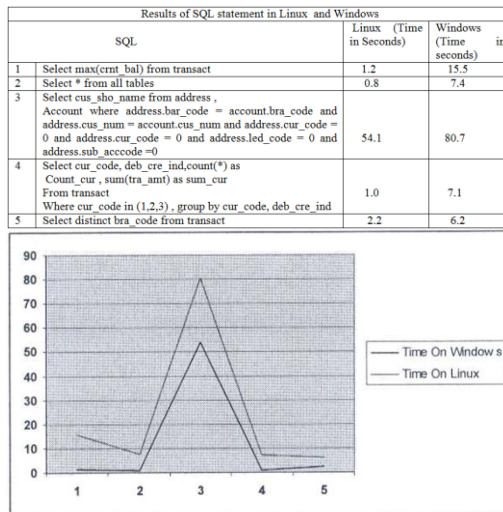 Results of SQL statement in Linux and Windows
SQL
Linux (Time in Seconds)
Windows (Time in seconds)
1 Select max(crnt_bal) from transact 1.2 15.5
2 Select * from all tables 0.8 7.4
3 Select cus_sho_name from address ,
Account where address.bar_code = account.bra_code and
address.cus_num = account.cus_num and address.cur_code =
0 and address.cur_code = 0 and address.led_code = 0 and
address.sub_acccode =0
54.1 80.7
4 Select cur_code, deb_cre_ind,count(*) as
Count_cur , sum(tra_amt) as sum_cur
From transact
Where cur_code in (1,2,3) , group by cur_code, deb_cre_ind
1.0 7.1
5 Select distinct bra_code from transact 2.2 6.2
90
80
70
60
50
40
30
20
10
0
1 2 3 4 5
Time On Windows
Time On Linux